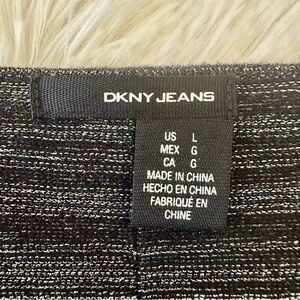 DKNY JEANS
US L
MEX G
CA G
MADE IN CHINA
HECHO EN CHINA
FABRIQUÉ EN
CHINE